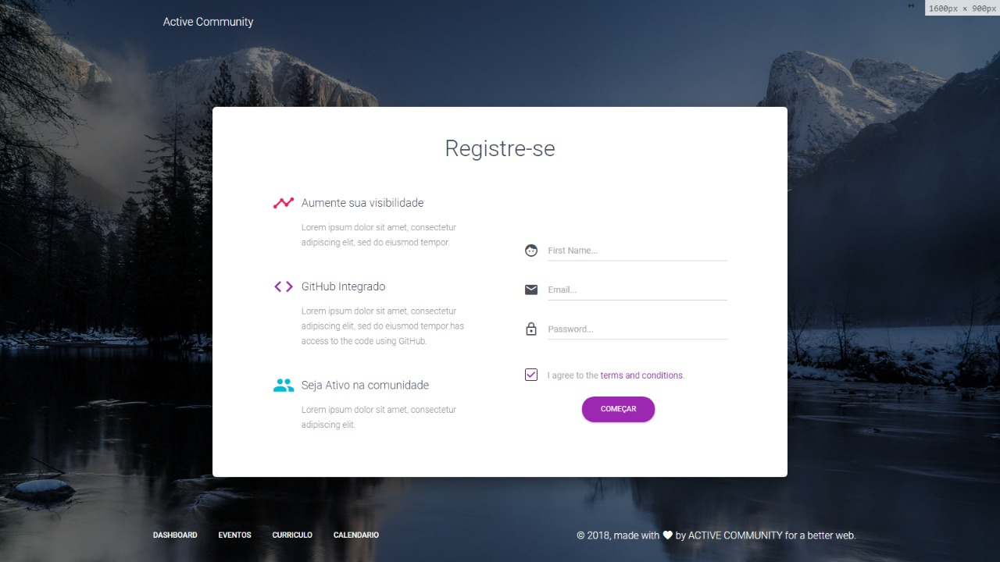 Active Community
1600px x 900px
Registre-se
Aumente sua visibilidade
Lorem ipsum dolor sit amet, consectetur
adipiscing elit, sed do eiusmod tempor.
GitHub Integrado
Lorem ipsum dolor sit amet, consectetur
adipiscing elit, sed do eiusmod tempor.has
access to the code using GitHub.
Seja Ativo na comunidade
Lorem ipsum dolor sit amet, consectetur
adipiscing elit.
First Name...
Email...
Password...
I agree to the terms and conditions.
COMEÇAR
DASHBOARD EVENTOS CURRICULO CALENDARIO
© 2018, made with ♥ by ACTIVE COMMUNITY for a better web.